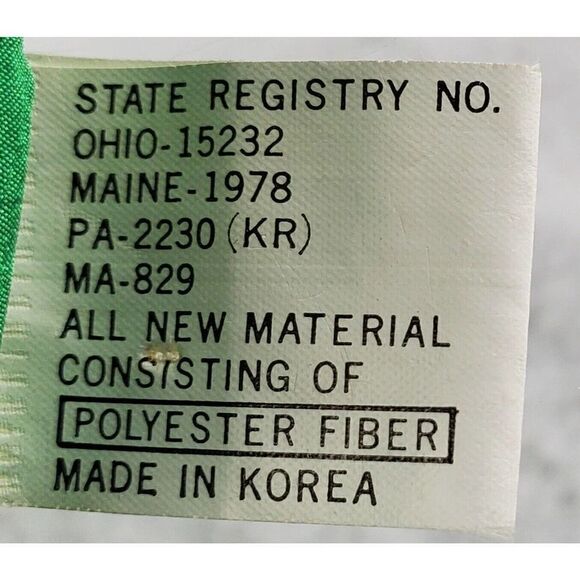 STATE REGISTRY NO.
OHIO-15232
MAINE-1978
PA-2230 (KR)
MA-829
ALL NEW MATERIAL
CONSISTING OF
POLYESTER FIBER
MADE IN KOREA